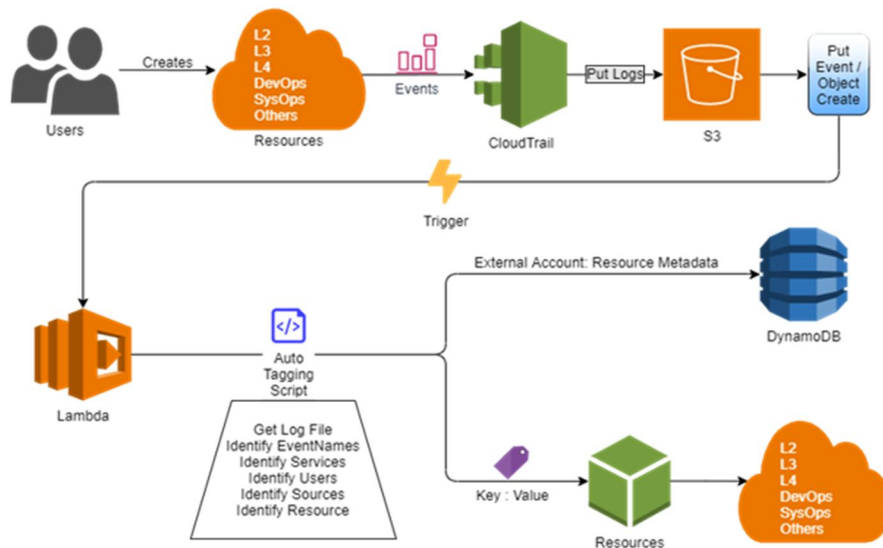 Users
Creates
L2
L3
L4
DevOps
SysOps
Others
Resources
Events
CloudTrail
Put Logs
S3
Put
Event /
Object
Create
Trigger
Lambda
Auto
Tagging
Script
Get Log File
Identify EventNames
Identify Services
Identify Users
Identify Sources
Identify Resource
External Account: Resource Metadata
DynamoDB
Key : Value
Resources
L2
L3
L4
DevOps
SysOps
Others